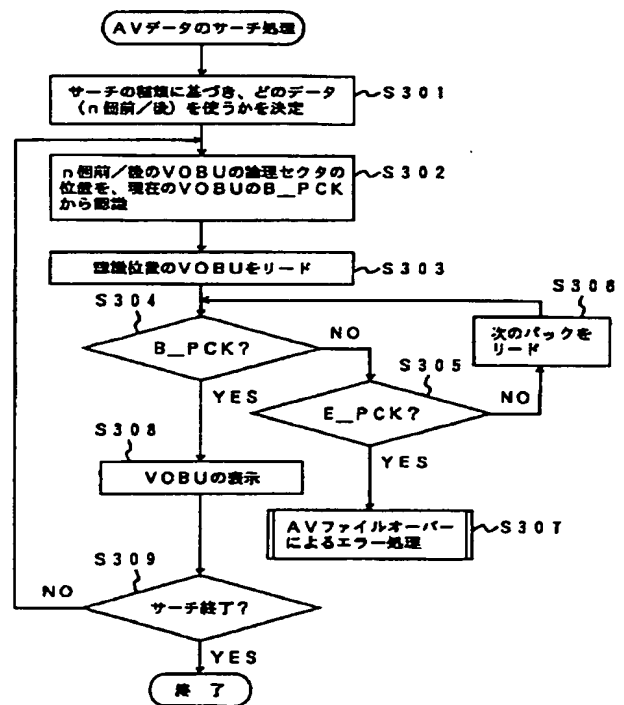 AVデータのサーチ処理
サーチの種類に基づき、どのデータ
(n個前/後)を使うかを決定
S301
n個前/後のVOBUの論理セクタの
位置を、現在のVOBUのB_PCK
から認識
S302
認識位置のVOBUをリード
S303
S304
B_PCK?
NO
YES
S306
次のパックを
リード
S305
E_PCK?
NO
YES
S308
VOBUの表示
AVファイルオーバー
によるエラー処理
S307
S309
NO
サーチ終了?
YES
終 了